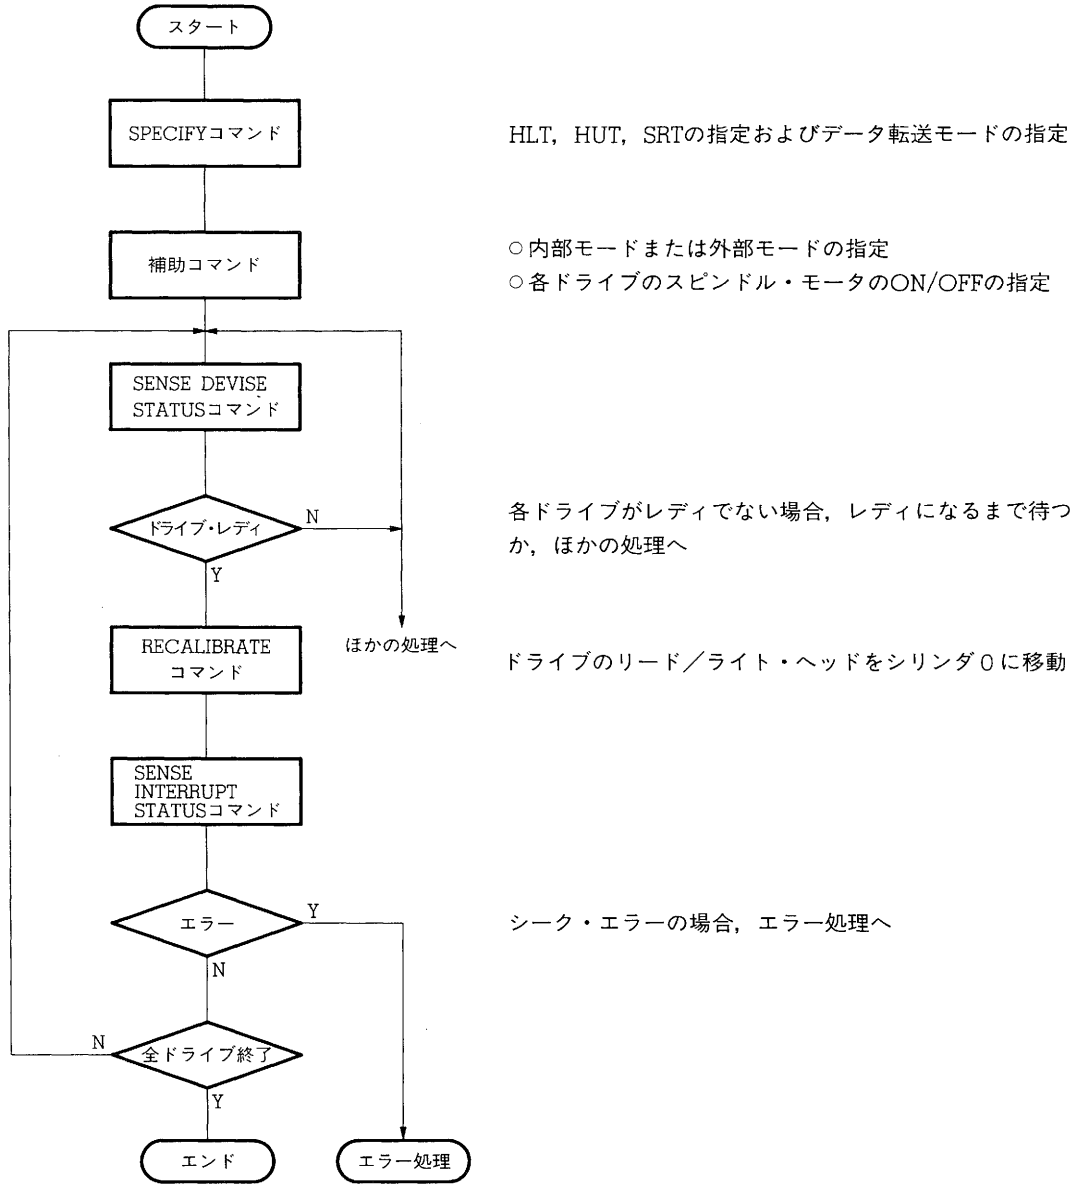 スタート
SPECIFYコマンド
HLT, HUT, SRTの指定およびデータ転送モードの指定
補助コマンド
○内部モードまたは外部モードの指定
○各ドライブのスピンドル・モータのON/OFFの指定
SENSE DEVISE
STATUSコマンド
ドライブ・レディ
N
Y
各ドライブがレディでない場合，レディになるまで待つ
か，ほかの処理へ
ほかの処理へ
RECALIBRATE
コマンド
ドライブのリード／ライト・ヘッドをシリンダ0に移動
SENSE
INTERRUPT
STATUSコマンド
エラー
Y
N
シーク・エラーの場合，エラー処理へ
全ドライブ終了
N
Y
エンド
エラー処理